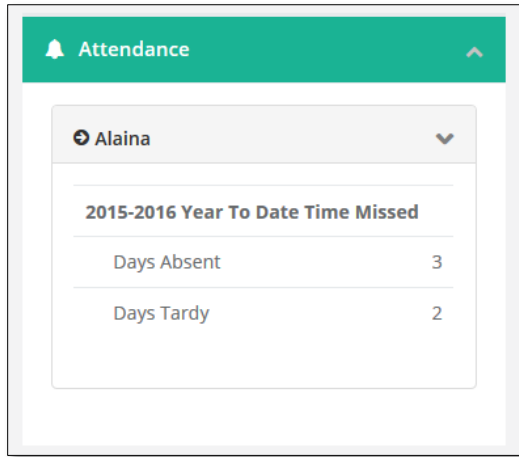 Attendance
Alaina
2015-2016 Year To Date Time Missed
Days Absent 3
Days Tardy 2